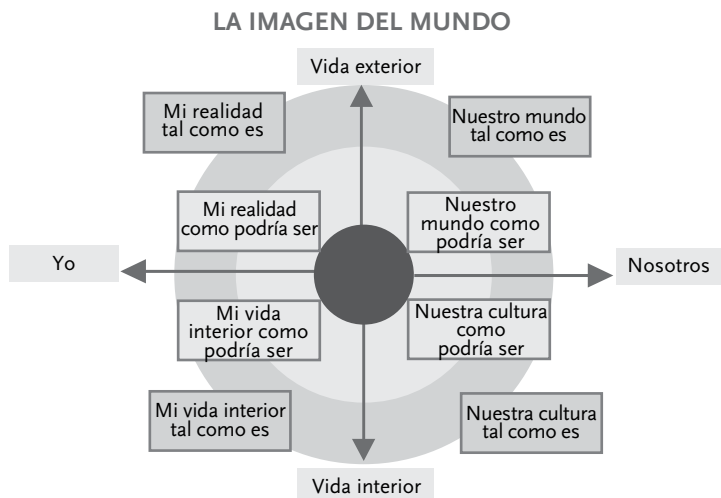 LA IMAGEN DEL MUNDO
Vida exterior
Mi realidad
tal como es
Nuestro mundo
tal como es
Mi realidad
como podría ser
Nuestro
mundo como
podría ser
Yo
Nosotros
Mi vida
interior como
podría ser
Nuestra cultura
como
podría ser
Mi vida interior
tal como es
Nuestra cultura
tal como es
Vida interior